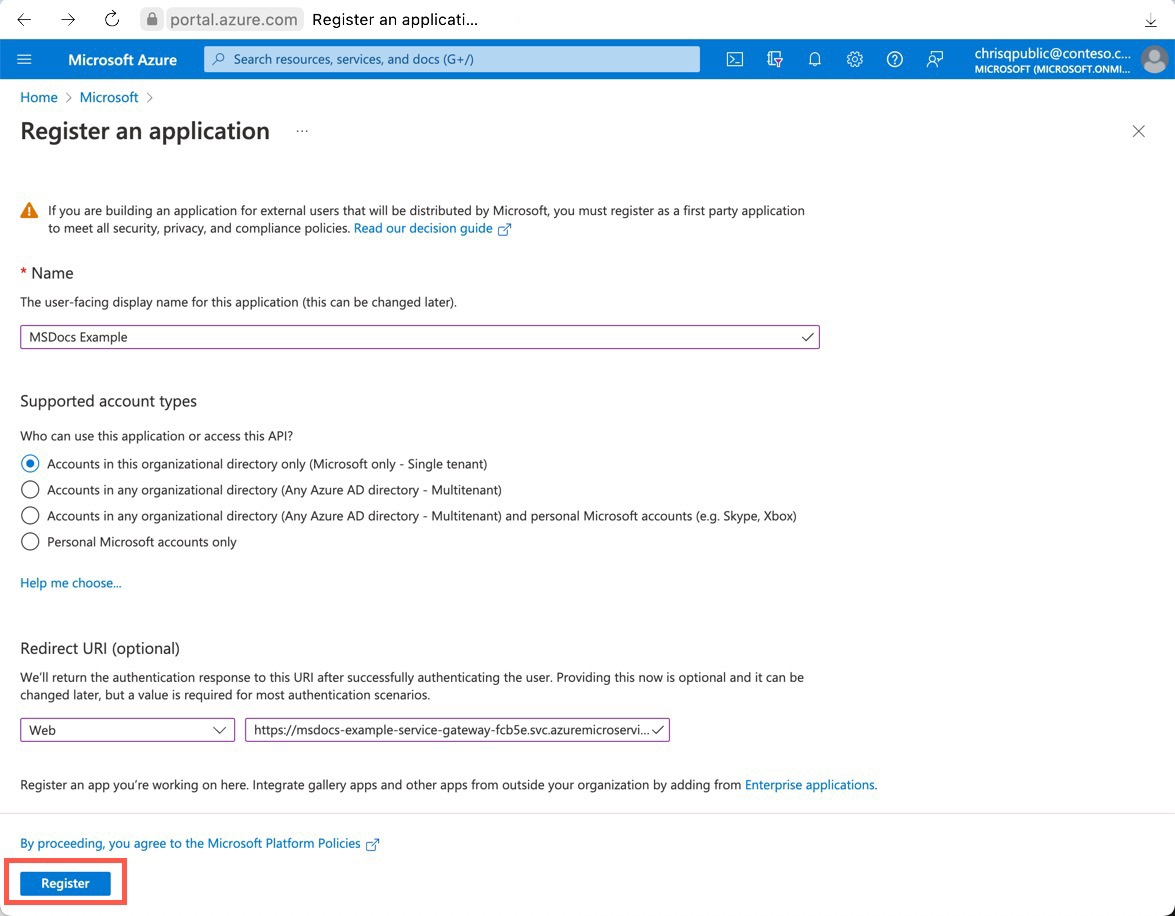 portal.azure.com Register an applicati...
Microsoft Azure Search resources, services, and docs (G+/) chrisqpublic@conteso.c...
MICROSOFT (MICROSOFT.ONMI...
Home > Microsoft >
Register an application ...
If you are building an application for external users that will be distributed by Microsoft, you must register as a first party application
to meet all security, privacy, and compliance policies. Read our decision guide
* Name
The user-facing display name for this application (this can be changed later).
MSDocs Example
Supported account types
Who can use this application or access this API?
Accounts in this organizational directory only (Microsoft only - Single tenant)
Accounts in any organizational directory (Any Azure AD directory - Multitenant)
Accounts in any organizational directory (Any Azure AD directory - Multitenant) and personal Microsoft accounts (e.g. Skype, Xbox)
Personal Microsoft accounts only
Help me choose...
Redirect URI (optional)
We'll return the authentication response to this URI after successfully authenticating the user. Providing this now is optional and it can be
changed later, but a value is required for most authentication scenarios.
Web https://msdocs-example-service-gateway-fcb5e.svc.azuremicroservi...
Register an app you're working on here. Integrate gallery apps and other apps from outside your organization by adding from Enterprise applications.
By proceeding, you agree to the Microsoft Platform Policies
Register